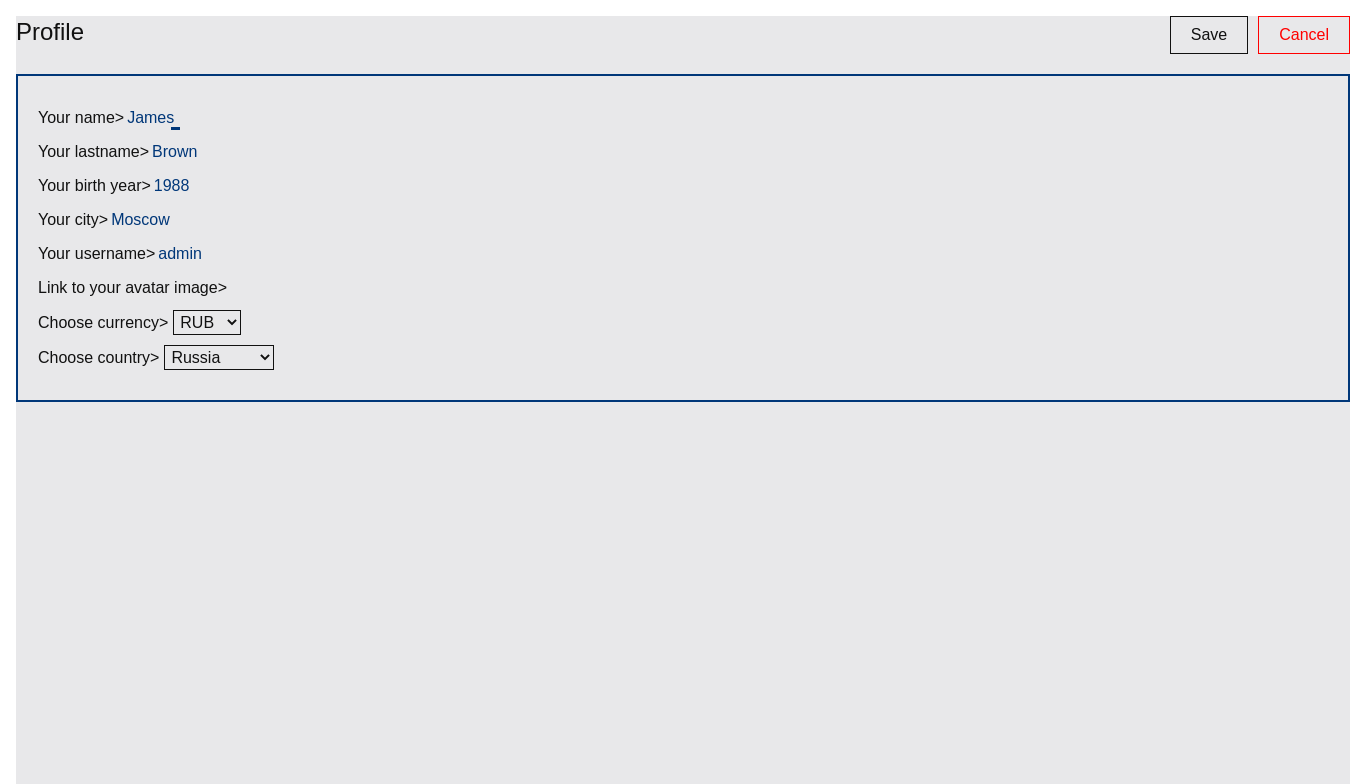 Profile
Save
Cancel
Your name> James_
Your lastname> Brown
Your birth year> 1988
Your city> Moscow
Your username> admin
Link to your avatar image>
Choose currency> RUB
Choose country> Russia